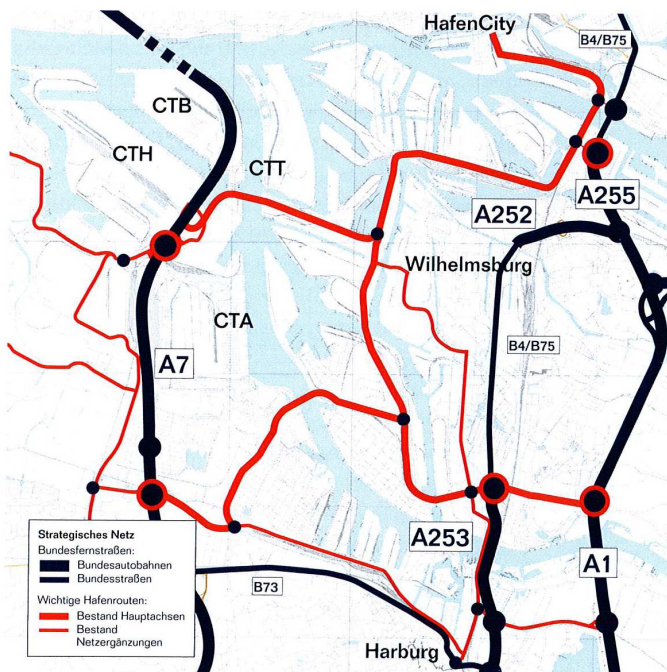 HafenCity
B4/B75
CTB
CTH
CTT
A255
A252
Wilhelmsburg
CTA
B4/B75
A7
Strategisches Netz
Bundesfernstraßen:
Bundesautobahnen
Bundesstraßen
Wichtige Hafenrouten:
Bestand Hauptachsen
Bestand
Netzergänzungen
A253
A1
B73
Harburg